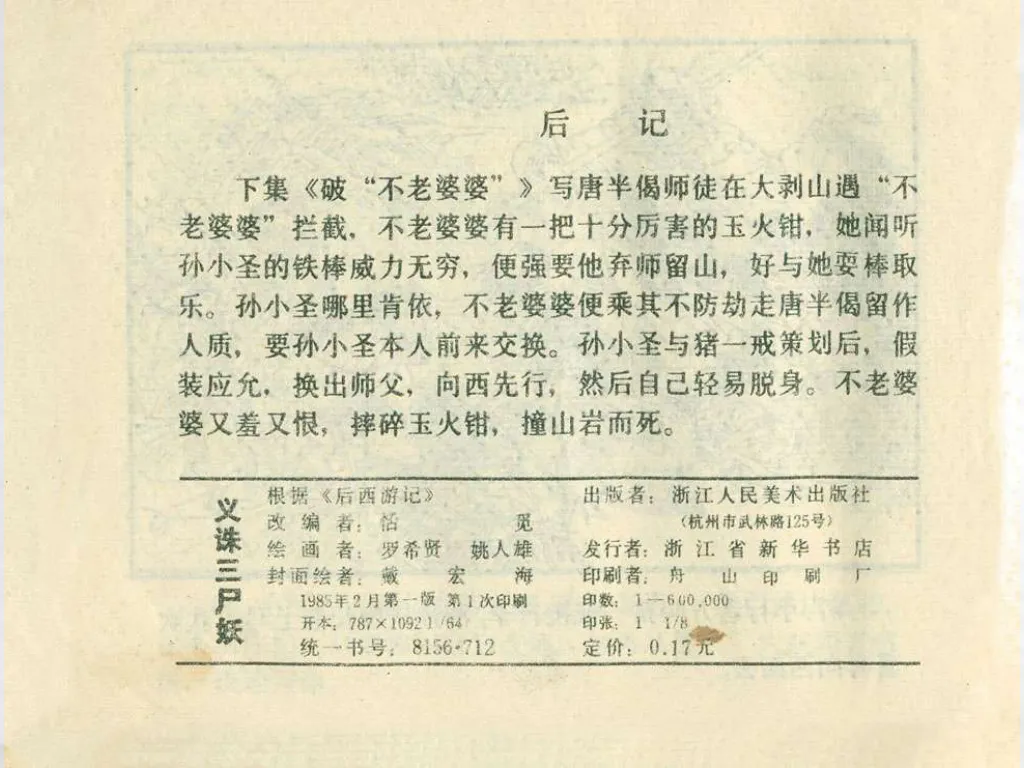 后 记
下集《破“不老婆婆”》写唐半偈师徒在大剥山遇“不
老婆婆”拦截，不老婆婆有一把十分厉害的玉火钳，她闻听
孙小圣的铁棒威力无穷，便强要他弃师留山，好与她耍棒取
乐。孙小圣哪里肯依，不老婆婆便乘其不防劫走唐半偈留作
人质，要孙小圣本人前来交换。孙小圣与猪一戒策划后，假
装应允，换出师父，向西先行，然后自己轻易脱身。不老婆
婆又羞又恨，摔碎玉火钳，撞山岩而死。
义诛三尸妖
根据《后西游记》
改编者：恬 觅
绘画者：罗希贤 姚人雄
封面绘者：戴宏海
1985年2月第一版 第1次印刷
开本：787×1092 1/64
统一书号：8156·712
出版者：浙江人民美术出版社
（杭州市武林路125号）
发行者：浙江省新华书店
印刷者：舟山印刷厂
印数：1—600,000
印张：1 1/8
定价：0.17元